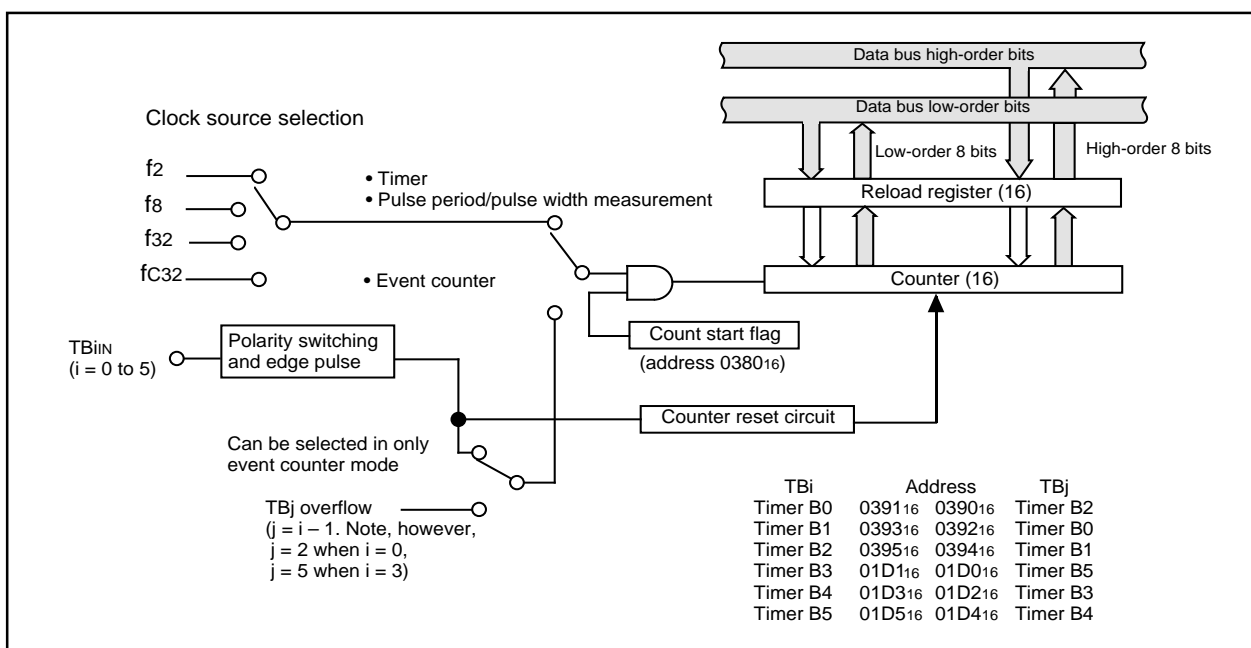 Data bus high-order bits
Data bus low-order bits
Clock source selection
Low-order 8 bits
High-order 8 bits
f2
• Timer
• Pulse period/pulse width measurement
Reload register (16)
f8
f32
fC32
• Event counter
Counter (16)
Count start flag
(address 038016)
TBiIN
(i = 0 to 5)
Polarity switching
and edge pulse
Counter reset circuit
Can be selected in only
event counter mode
TBj overflow
(j = i – 1. Note, however,
j = 2 when i = 0,
j = 5 when i = 3)
TBi Address TBj
Timer B0 039116 039016 Timer B2
Timer B1 039316 039216 Timer B0
Timer B2 039516 039416 Timer B1
Timer B3 01D116 01D016 Timer B5
Timer B4 01D316 01D216 Timer B3
Timer B5 01D516 01D416 Timer B4